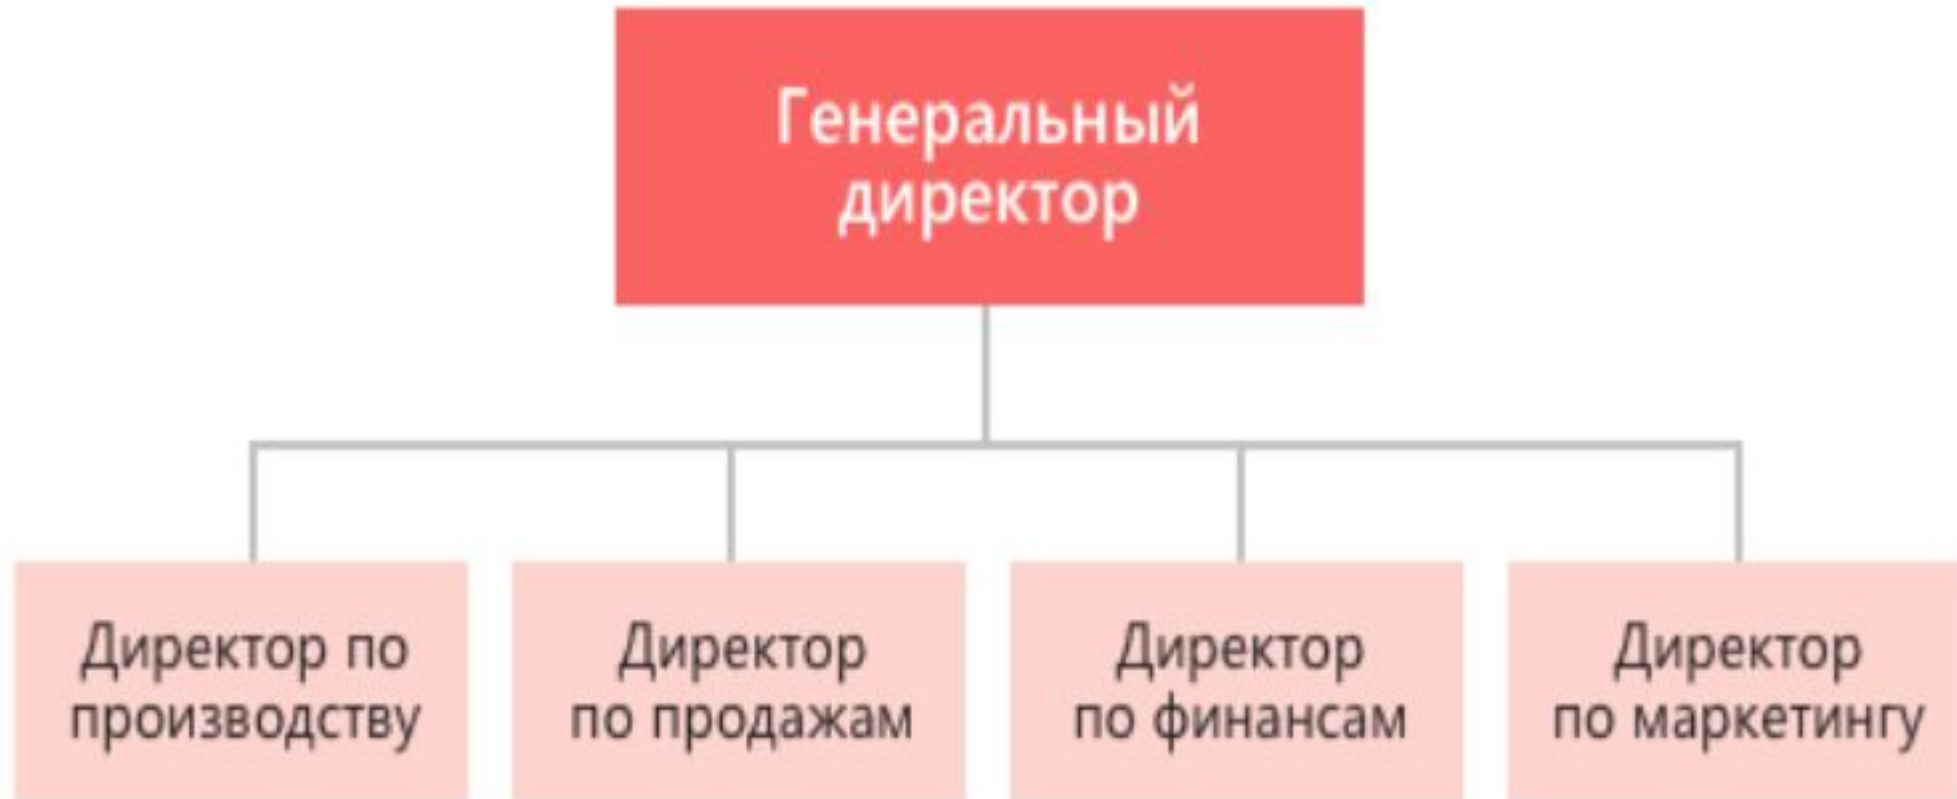 Генеральный
директор
Директор по
производству
Директор
по продажам
Директор
по финансам
Директор
по маркетингу